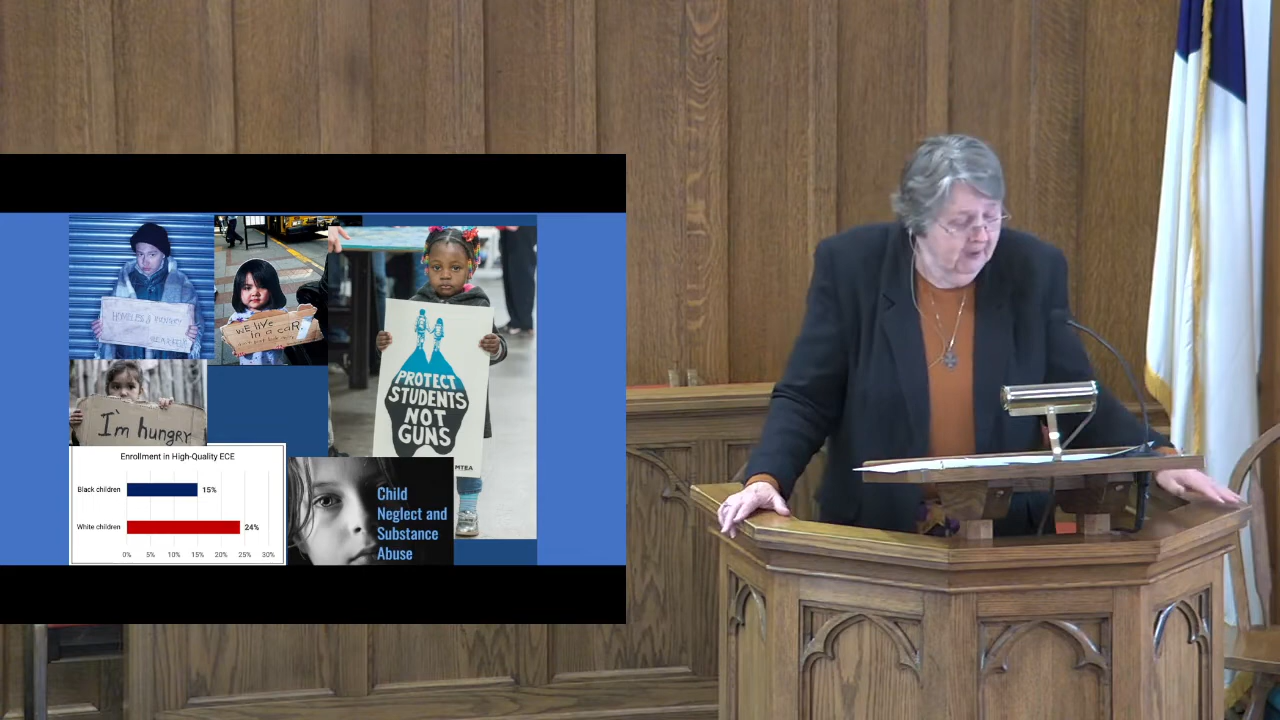 HOMELESS HUNGRY
WE LIVE
in a caR
I'm hungry
PROTECT
STUDENTS
NOT
GUNS
MTEA
Enrollment in High-Quality ECE
Black children 15%
White children 24%
0% 5% 10% 15% 20% 25% 30%
Child
Neglect and
Substance
Abuse